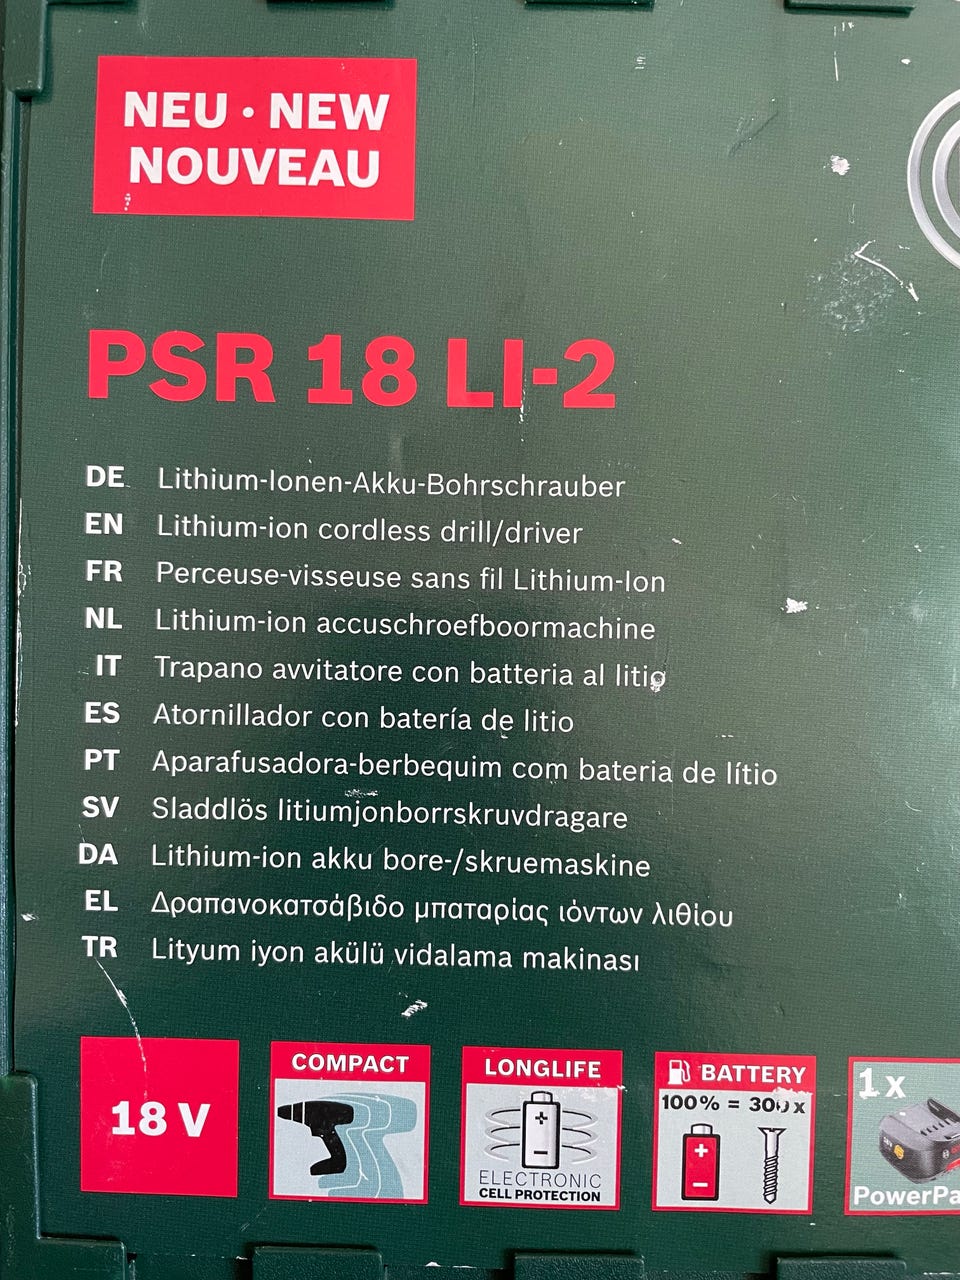 NEU · NEW
NOUVEAU
PSR 18 LI-2
DE Lithium-Ionen-Akku-Bohrschrauber
EN Lithium-ion cordless drill/driver
FR Perceuse-visseuse sans fil Lithium-Ion
NL Lithium-ion accuschroefboormachine
IT Trapano avvitatore con batteria al litio
ES Atornillador con batería de litio
PT Aparafusadora-berbequim com bateria de lítio
SV Sladdlös litiumjonborrskruvdragare
DA Lithium-ion akku bore-/skruemaskine
EL Δραπανοκατσάβιδο μπαταρίας ιόντων λιθίου
TR Lityum iyon akülü vidalama makinası
18 V
COMPACT
LONGLIFE
ELECTRONIC
CELL PROTECTION
BATTERY
100% = 300 x
1 x
PowerPa